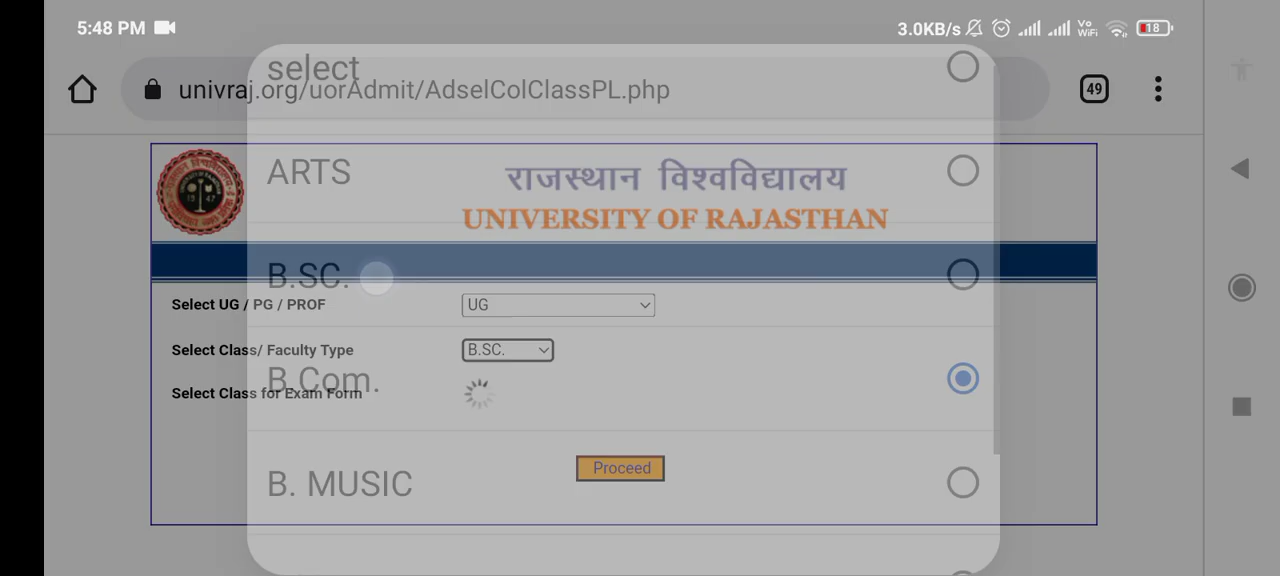 5:48 PM
3.0KB/s
Vo
WiFi
18
select
univraj.org/uorAdmit/AdselColClassPL.php
49
ARTS
राजस्थान विश्वविद्यालय
UNIVERSITY OF RAJASTHAN
B.SC.
Select UG / PG / PROF
UG
Select Class/ Faculty Type
B.SC.
B.Com.
Select Class for Exam Form
Proceed
B. MUSIC